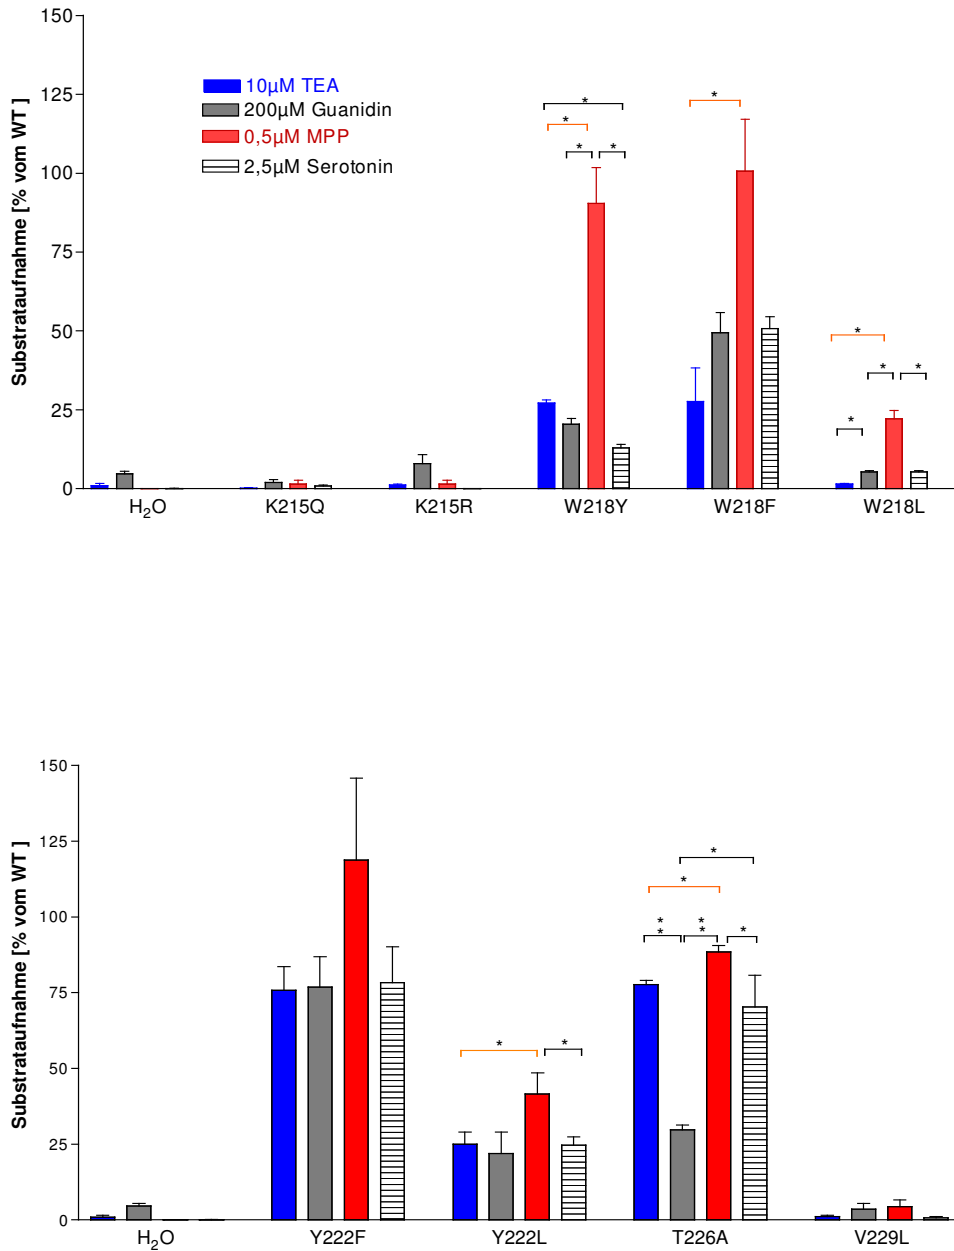 150
125
100
75
50
25
0
Substrataufnahme [% vom WT ]
10µM TEA
200µM Guanidin
0,5µM MPP
2,5µM Serotonin
*
*
*
*
*
*
*
*
*
H₂O
K215Q
K215R
W218Y
W218F
W218L
150
125
100
75
50
25
0
Substrataufnahme [% vom WT ]
*
*
*
*
*
*
*
*
*
H₂O
Y222F
Y222L
T226A
V229L